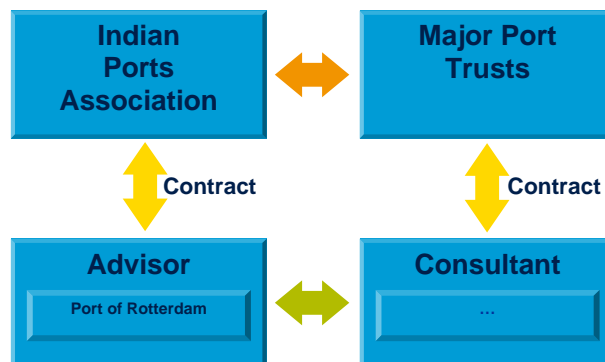 Indian
Ports
Association
Major Port
Trusts
Contract
Contract
Advisor
Port of Rotterdam
Consultant
...